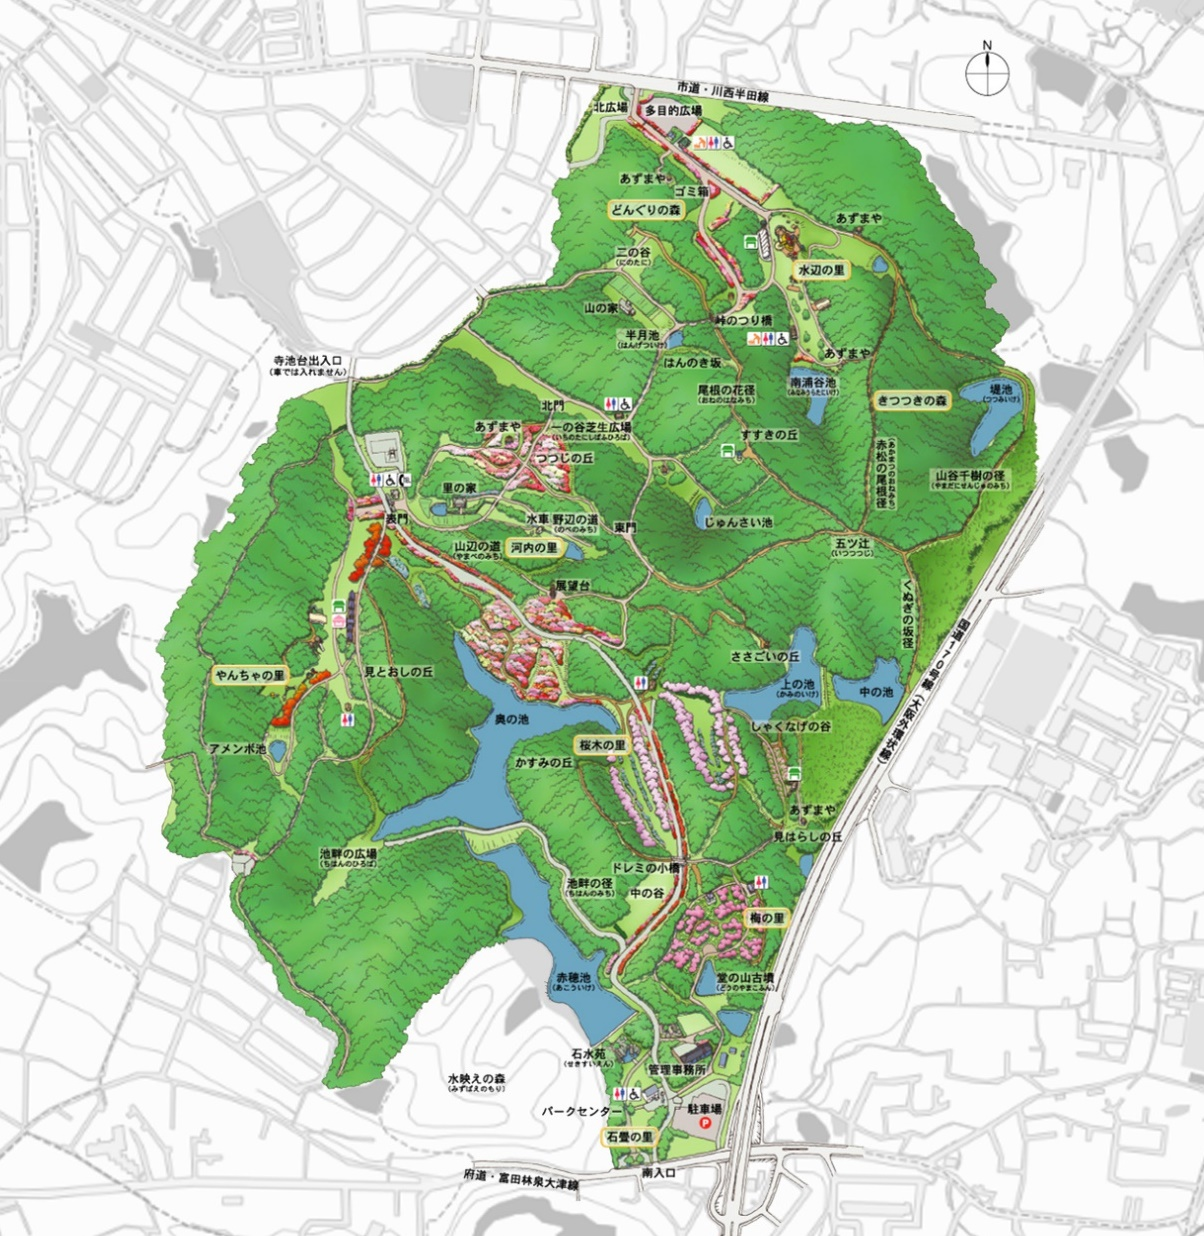 N
市道・川西半田線
北広場
多目的広場
あずまや
ゴミ箱
どんぐりの森
あずまや
二の谷
(にのたに)
水辺の里
山の家
峠のつり橋
半月池
(はんげついけ)
はんのき坂
あずまや
寺池台出入口
(車では入れません)
南浦谷池
(みなみうらたにいけ)
尾根の花径
(おねのはなみち)
きつつきの森
堤池
(つつみいけ)
北門
あずまや
一の谷芝生広場
(いちのたにしばふひろば)
すすきの丘
つつじの丘
赤松の尾根径
(あかまつのおねみち)
山谷千樹の径
(やまだにせんじゅのみち)
里の家
表門
水車
野辺の道
(のべのみち)
東門
じゅんさい池
山辺の道
(やまべのみち)
河内の里
五ツ辻
(いつつつじ)
展望台
くぬぎの坂径
国道170号線(大阪外環状線)
やんちゃの里
見とおしの丘
ささごいの丘
上の池
(かみのいけ)
中の池
奥の池
しゃくなげの谷
アメンボ池
桜木の里
かすみの丘
あずまや
見はらしの丘
池畔の広場
(ちはんのひろば)
ドレミの小橋
池畔の径
(ちはんのみち)
中の谷
梅の里
赤穂池
(あこういけ)
堂の山古墳
(どうのやまこふん)
石水苑
(せきすいえん)
管理事務所
水映えの森
(みずばえのもり)
パークセンター
駐車場
P
石畳の里
南入口
府道・富田林泉大津線